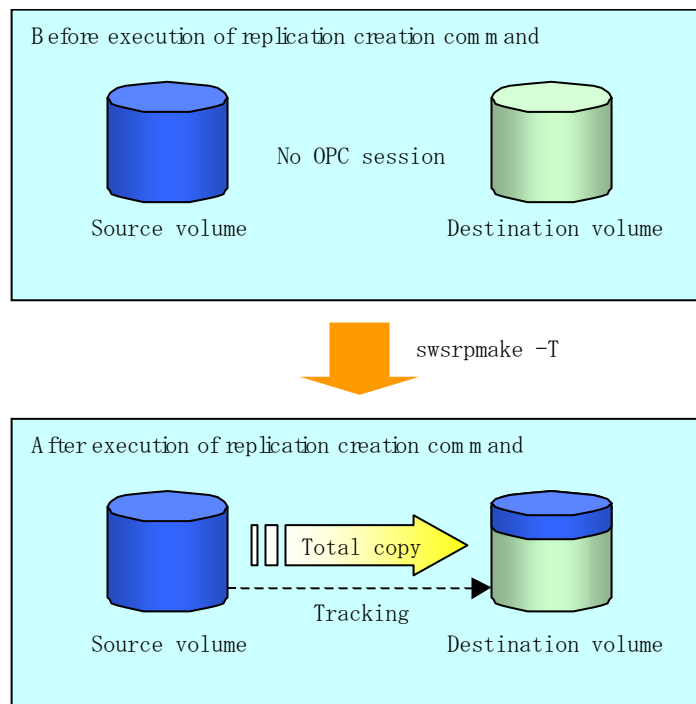 Before execution of replication creation command
No OPC session
Source volume
Destination volume
swsrpmake -T
After execution of replication creation command
Total copy
Tracking
Source volume
Destination volume